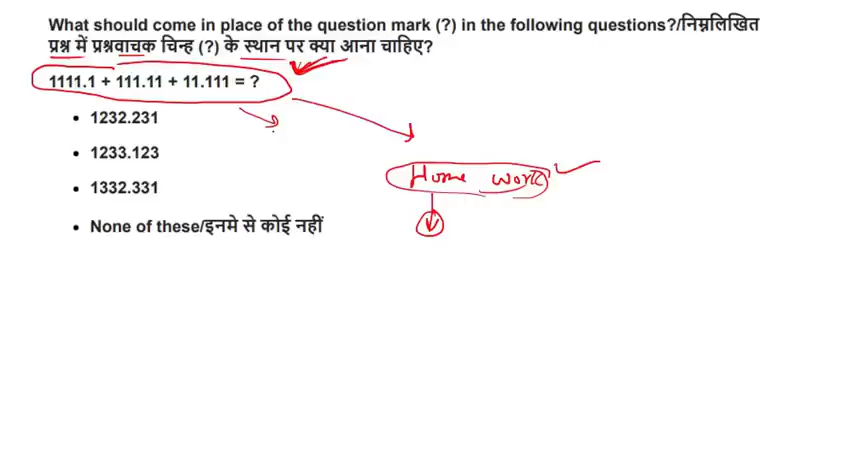 What should come in place of the question mark (?) in the following questions?/निम्नलिखित
प्रश्न में प्रश्नवाचक चिन्ह (?) के स्थान पर क्या आना चाहिए?
1111.1 + 111.11 + 11.111 = ?
• 1232.231
• 1233.123
• 1332.331
• None of these/इनमे से कोई नहीं
Home work